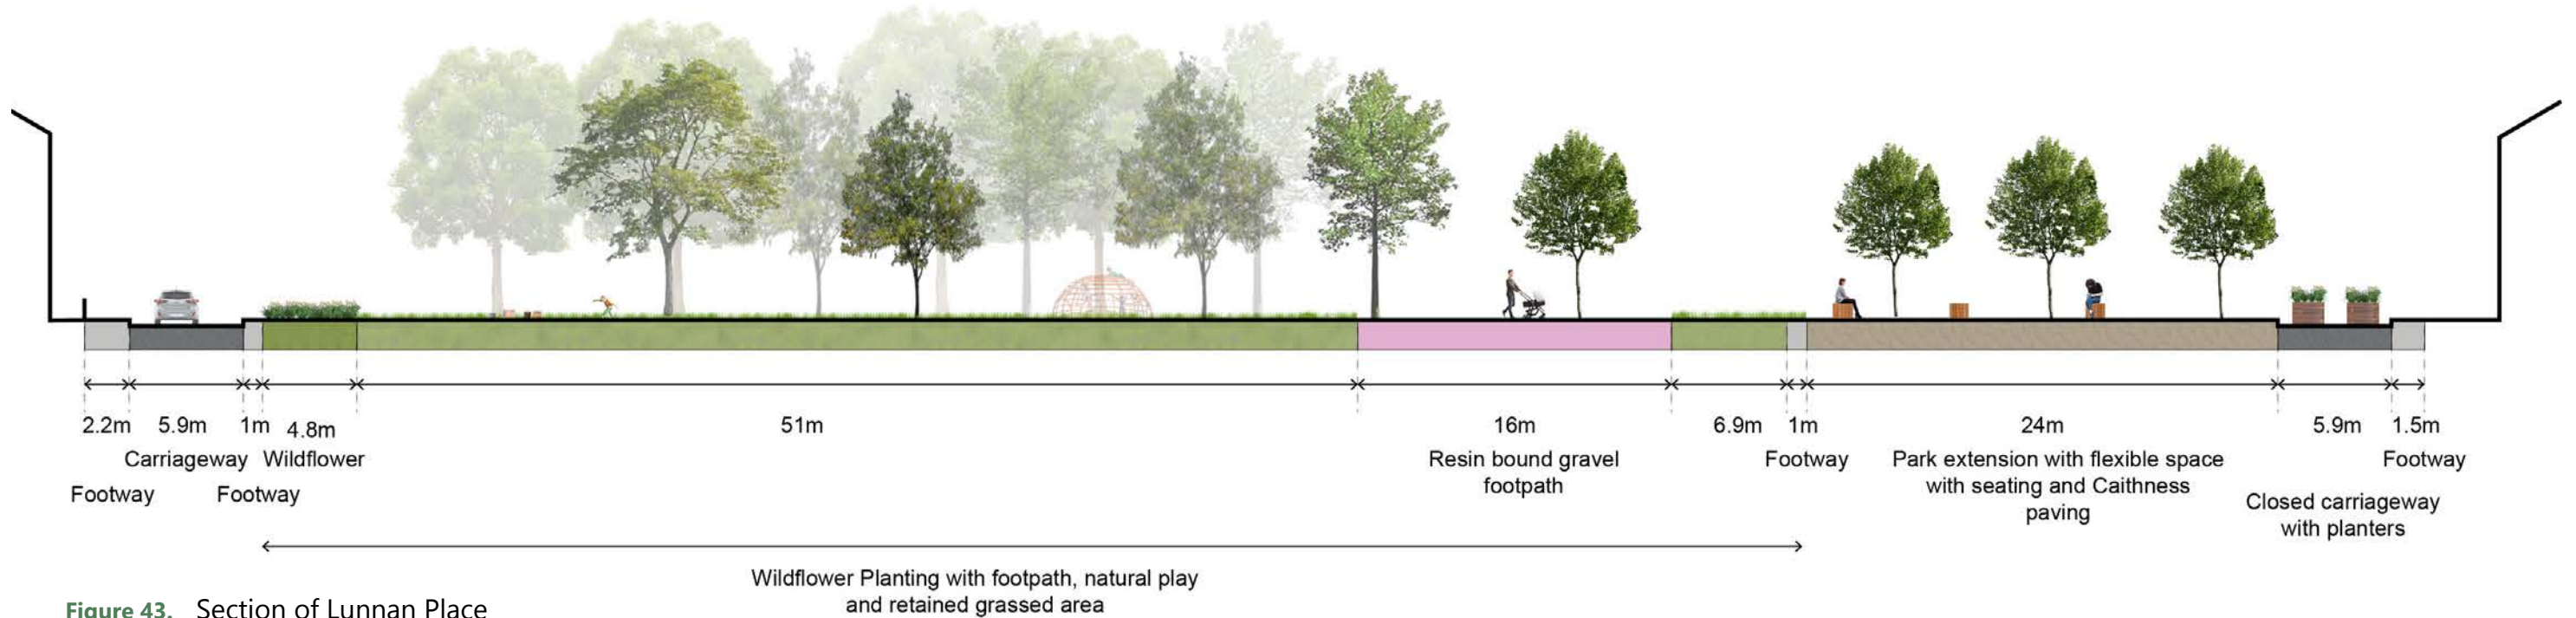 2.2m 5.9m 1m 4.8m 51m 16m 6.9m 1m 24m 5.9m 1.5m
Carriageway Wildflower
Footway Footway
Resin bound gravel
footpath
Footway
Park extension with flexible space
with seating and Caithness
paving
Footway
Closed carriageway
with planters
Wildflower Planting with footpath, natural play
and retained grassed area
Figure 43. Section of Lunnan Place